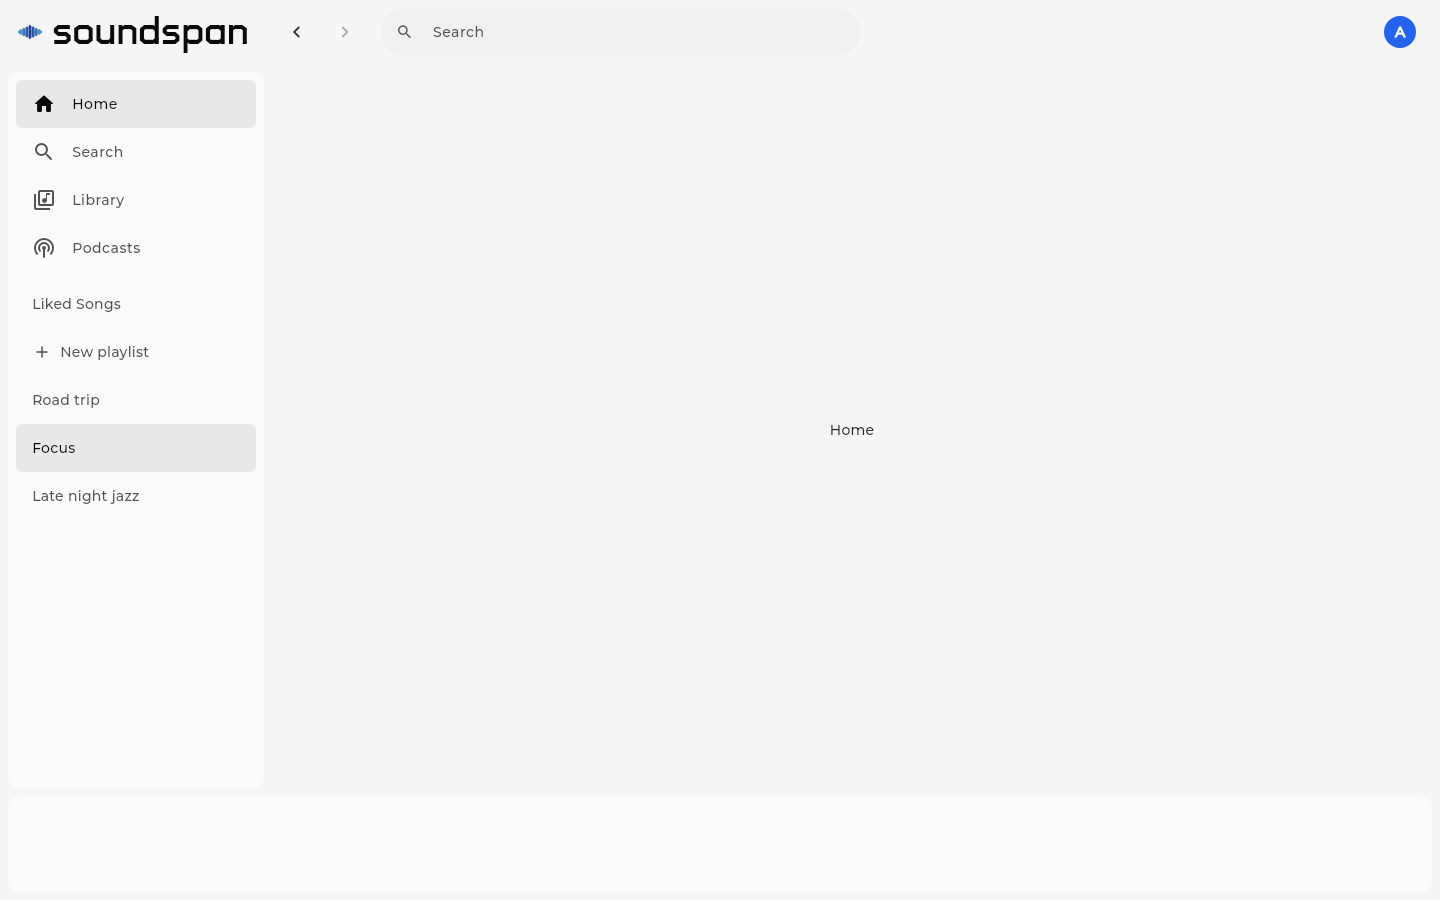 soundspan
Search
A
Home
Search
Library
Podcasts
Liked Songs
New playlist
Road trip
Focus
Late night jazz
Home